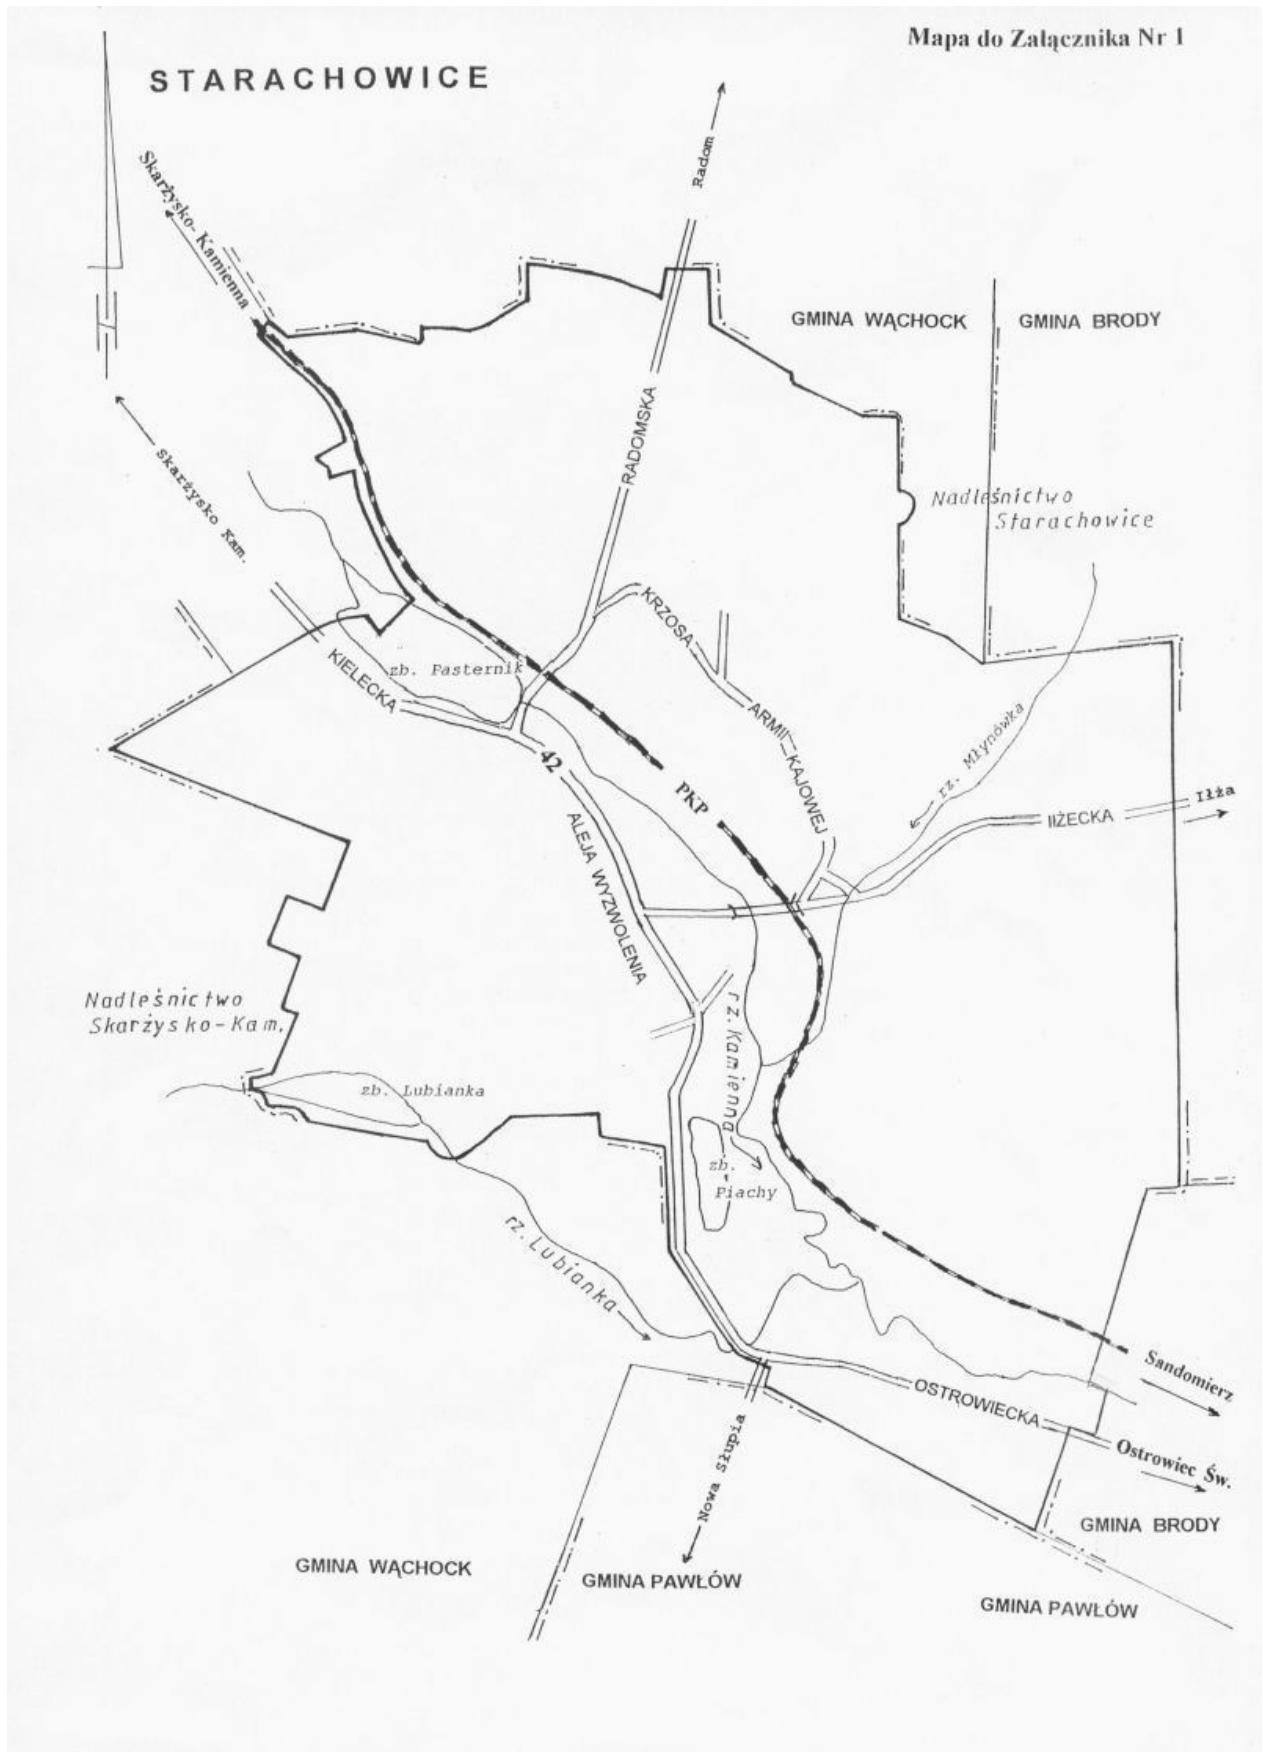 Mapa do Załącznika Nr 1
STARACHOWICE
Radom
Skarżysko-Kamienna
GMINA WĄCHOCK
GMINA BRODY
RADOMSKA
Skarżysko Kam.
Nadleśnictwo
Starachowice
KRZOSA
KIELECKA
zb. Pasternik
ARMII
KAJOWEJ
rz. Młynówka
42
PKP
Iłża
IIŻECKA
ALEJA WYZWOLENIA
Nadleśnictwo
Skarżysko-Kam.
rz. Kamienna
zb. Lubianka
zb.
Piachy
rz. Lubianka
Sandomierz
OSTROWIECKA
Ostrowiec Św.
Nowa Słupia
GMINA BRODY
GMINA WĄCHOCK
GMINA PAWŁÓW
GMINA PAWŁÓW